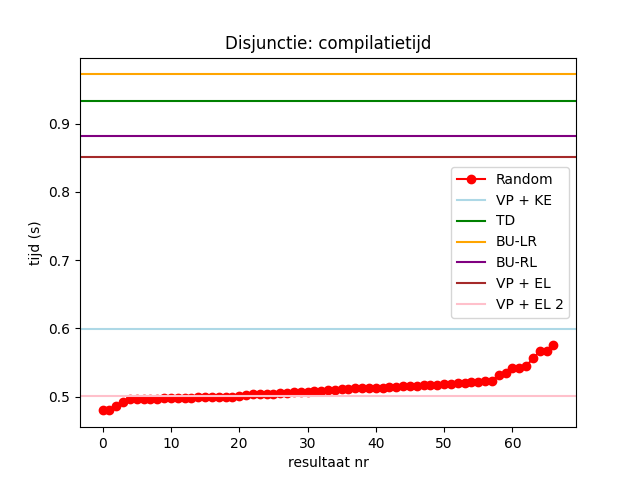 Disjunctie: compilatietijd
tijd (s)
0.9
0.8
0.7
0.6
0.5
Random
VP + KE
TD
BU-LR
BU-RL
VP + EL
VP + EL 2
0 10 20 30 40 50 60
resultaat nr